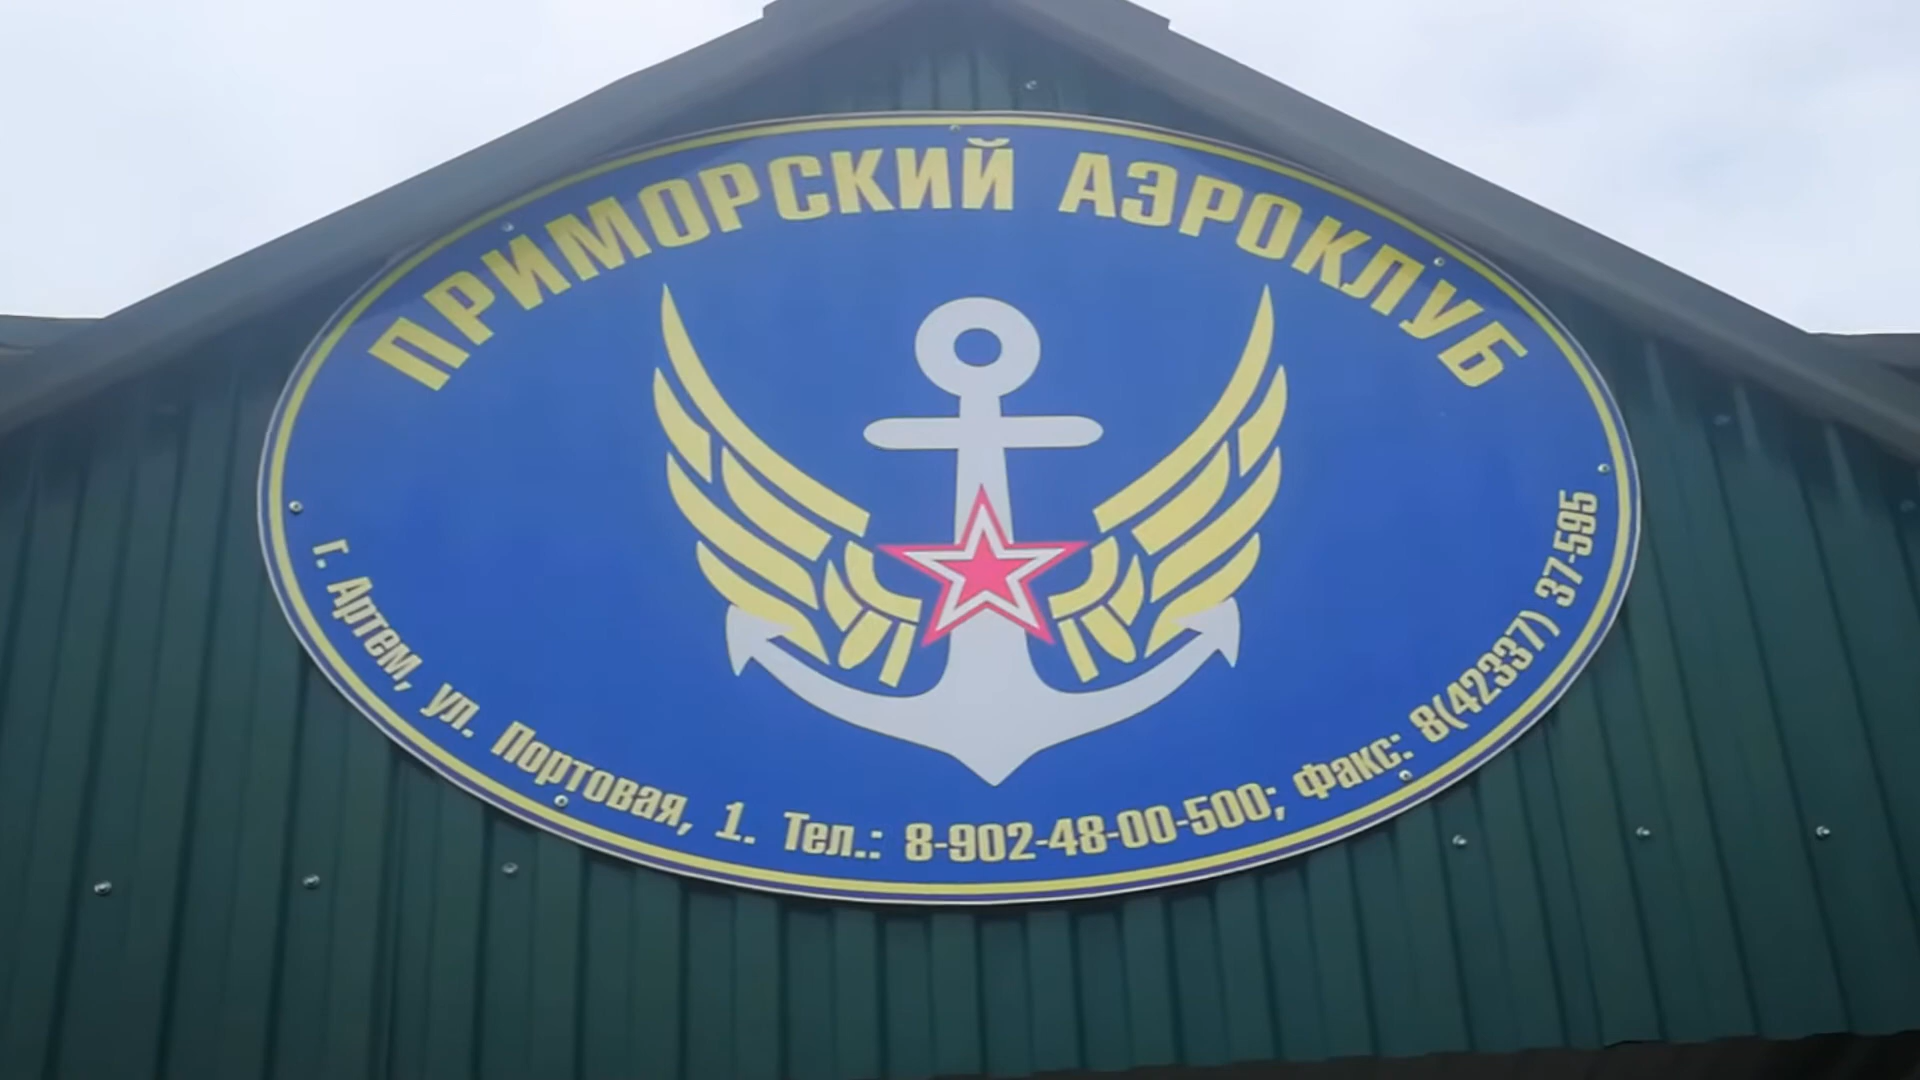 ПРИМОРСКИЙ АЭРОКЛУБ
г. Артем, ул. Портовая, 1. Тел.: 8-902-48-00-500; факс: 8(42337) 37-595